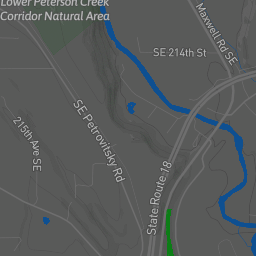 Lower Peterson Creek
Corridor Natural Area
Maxwell Rd SE
SE 214th St
215th Ave SE
SE Petrovitsky Rd
State Route 18